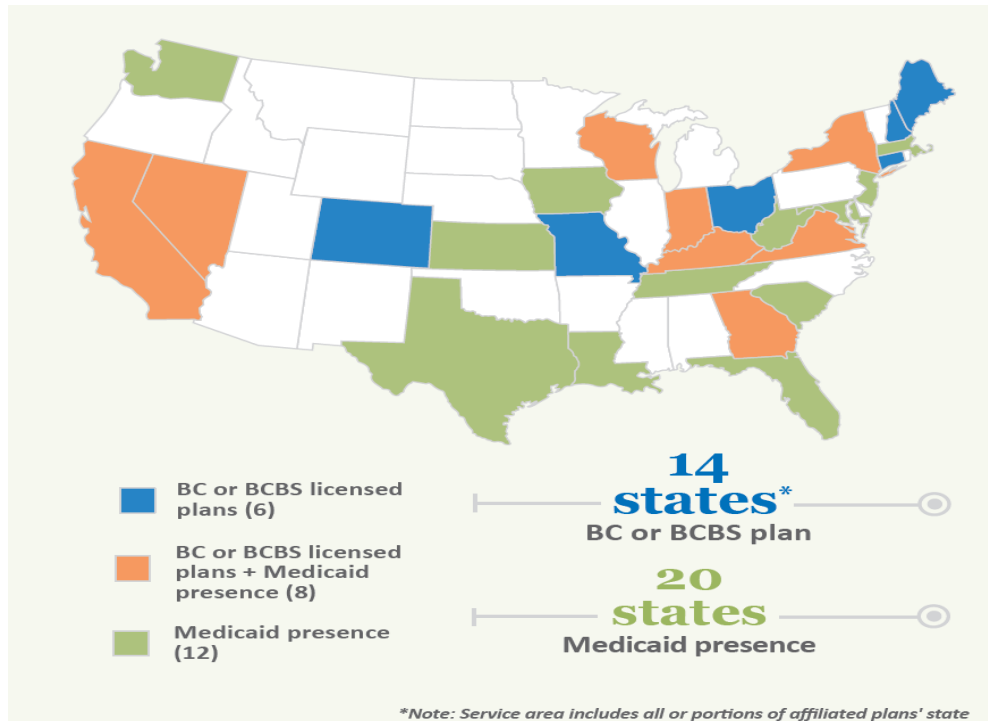 BC or BCBS licensed
plans (6)
BC or BCBS licensed
plans + Medicaid
presence (8)
Medicaid presence
(12)
14
states*
BC or BCBS plan
20
states
Medicaid presence
*Note: Service area includes all or portions of affiliated plans' state